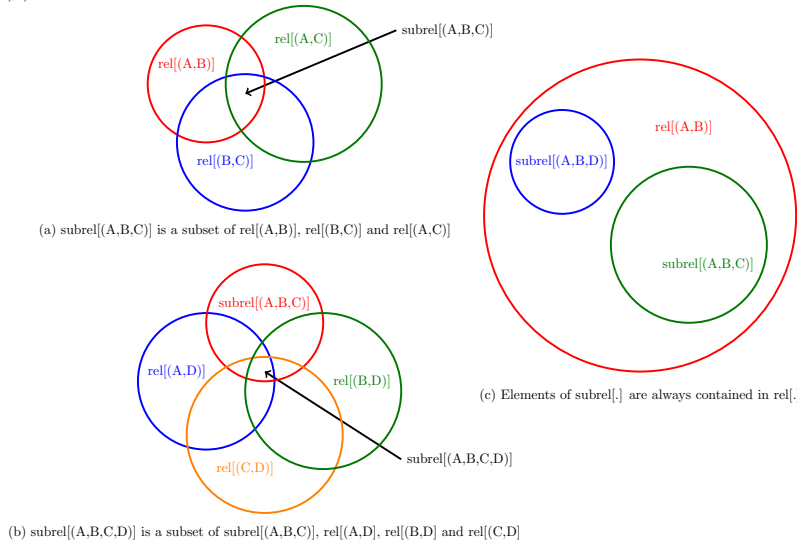 rel[(A,B)]
rel[(A,C)]
subrel[(A,B,C)]
rel[(B,C)]
(a) subrel[(A,B,C)] is a subset of rel[(A,B)], rel[(B,C)] and rel[(A,C)]
subrel[(A,B,C)]
rel[(A,D)]
rel[(B,D)]
rel[(C,D)]
subrel[(A,B,C,D)]
(b) subrel[(A,B,C,D)] is a subset of subrel[(A,B,C)], rel[(A,D], rel[(B,D] and rel[(C,D]
rel[(A,B)]
subrel[(A,B,D)]
subrel[(A,B,C)]
(c) Elements of subrel[.] are always contained in rel[.